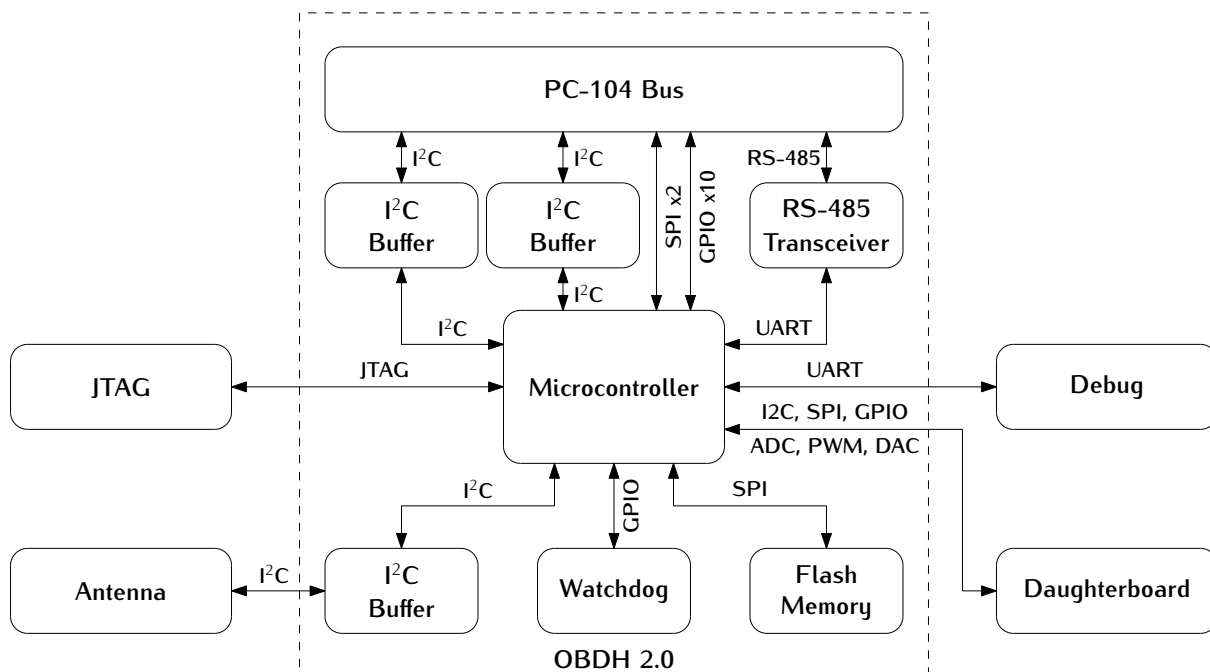 PC-104 Bus
I²C
I²C
RS-485
I²C
Buffer
I²C
Buffer
SPI x2
GPIO x10
RS-485
Transceiver
I²C
I²C
UART
JTAG
JTAG
Microcontroller
UART
Debug
I2C, SPI, GPIO
ADC, PWM, DAC
I²C
GPIO
SPI
Antenna
I²C
I²C
Buffer
Watchdog
Flash
Memory
Daughterboard
OBDH 2.0